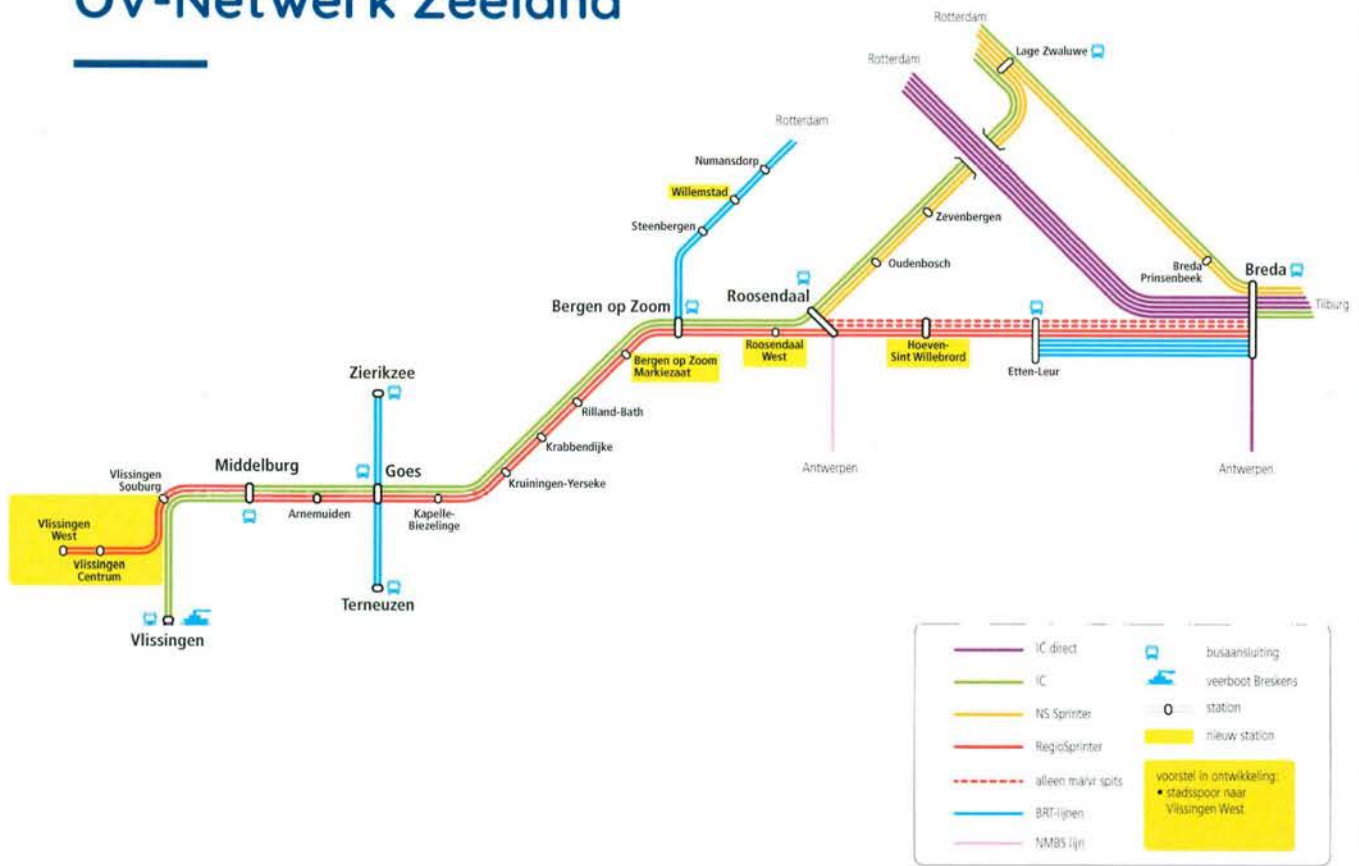 OV-Netwerk Zeeland
Rotterdam
Lage Zwaluwe
Rotterdam
Rotterdam
Numansdorp
Willemstad
Steenbergen
Zevenbergen
Oudenbosch
Breda
Prinsenbeek
Breda
Tilburg
Bergen op Zoom
Roosendaal
Roosendaal
West
Hoeven-
Sint Willebrord
Etten-Leur
Bergen op Zoom
Markiezaat
Zierikzee
Rilland-Bath
Krabbendijke
Antwerpen
Antwerpen
Kruiningen-Yerseke
Vlissingen
Souburg
Middelburg
Goes
Arnemuiden
Kapelle-
Biezelinge
Vlissingen
West
Vlissingen
Centrum
Terneuzen
Vlissingen
IC direct
IC
NS Sprinter
RegioSprinter
alleen ma/vr spits
BRT-lijnen
NMBS lijn
busaansluiting
veerboot Breskens
station
nieuw station
voorstel in ontwikkeling:
• stadsspoor naar
Vlissingen West